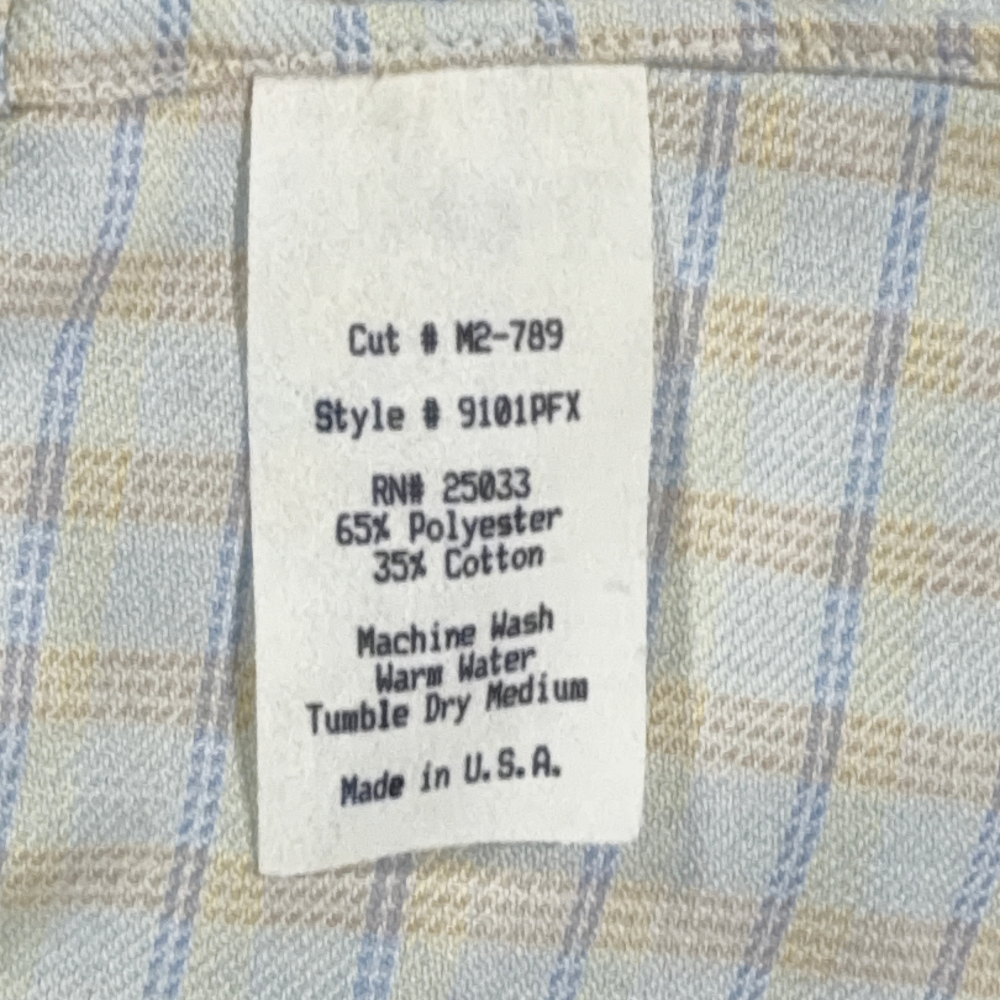 Cut # M2-789
Style # 9101PFX
RN# 25033
65% Polyester
35% Cotton
Machine Wash
Warm Water
Tumble Dry Medium
Made in U.S.A.